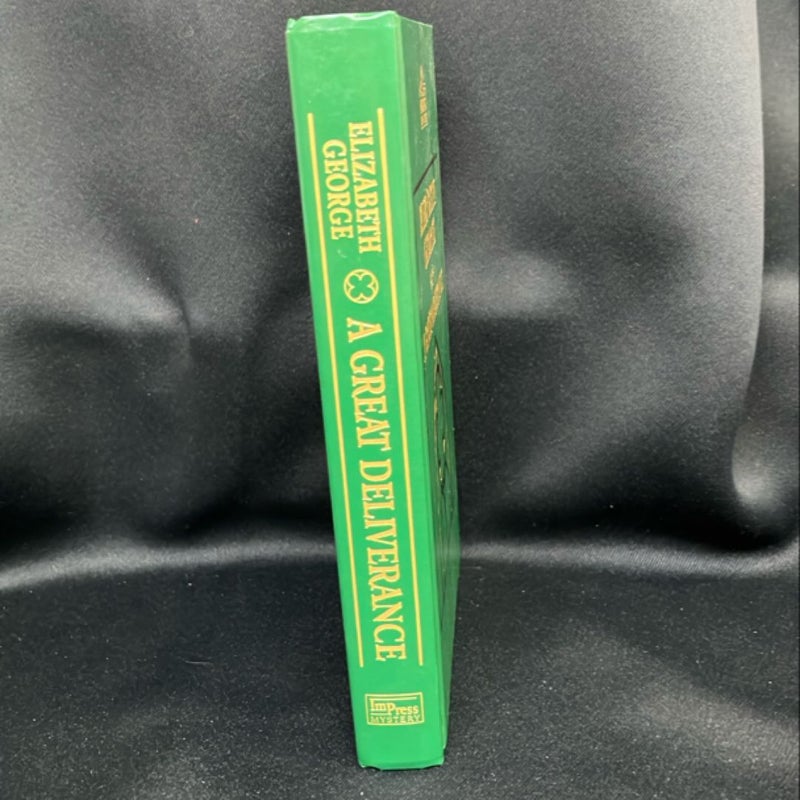 ELIZABETH
GEORGE
A GREAT DELIVERANCE
ImPress
MYSTERY